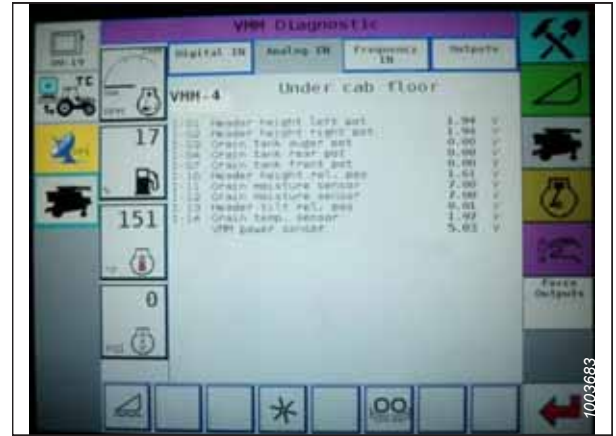 VMM Diagnostic
09:19
Digital IN
Analog IN
Frequency IN
Outputs
TC
VMM-4
Under cab floor
Header height left pot 1.94 V
Header height right pot 1.94 V
Grain tank auger pot 0.00 V
Grain tank rear pot 0.00 V
Grain tank front pot 0.00 V
Header height rel. pos 1.61 V
Grain moisture sensor 7.00 V
Grain moisture sensor 7.00 V
Header tilt rel. pos V
Grain temp. sensor V
VMM power sensor 5.03 V
17
151
0
Force
Outputs
1003683